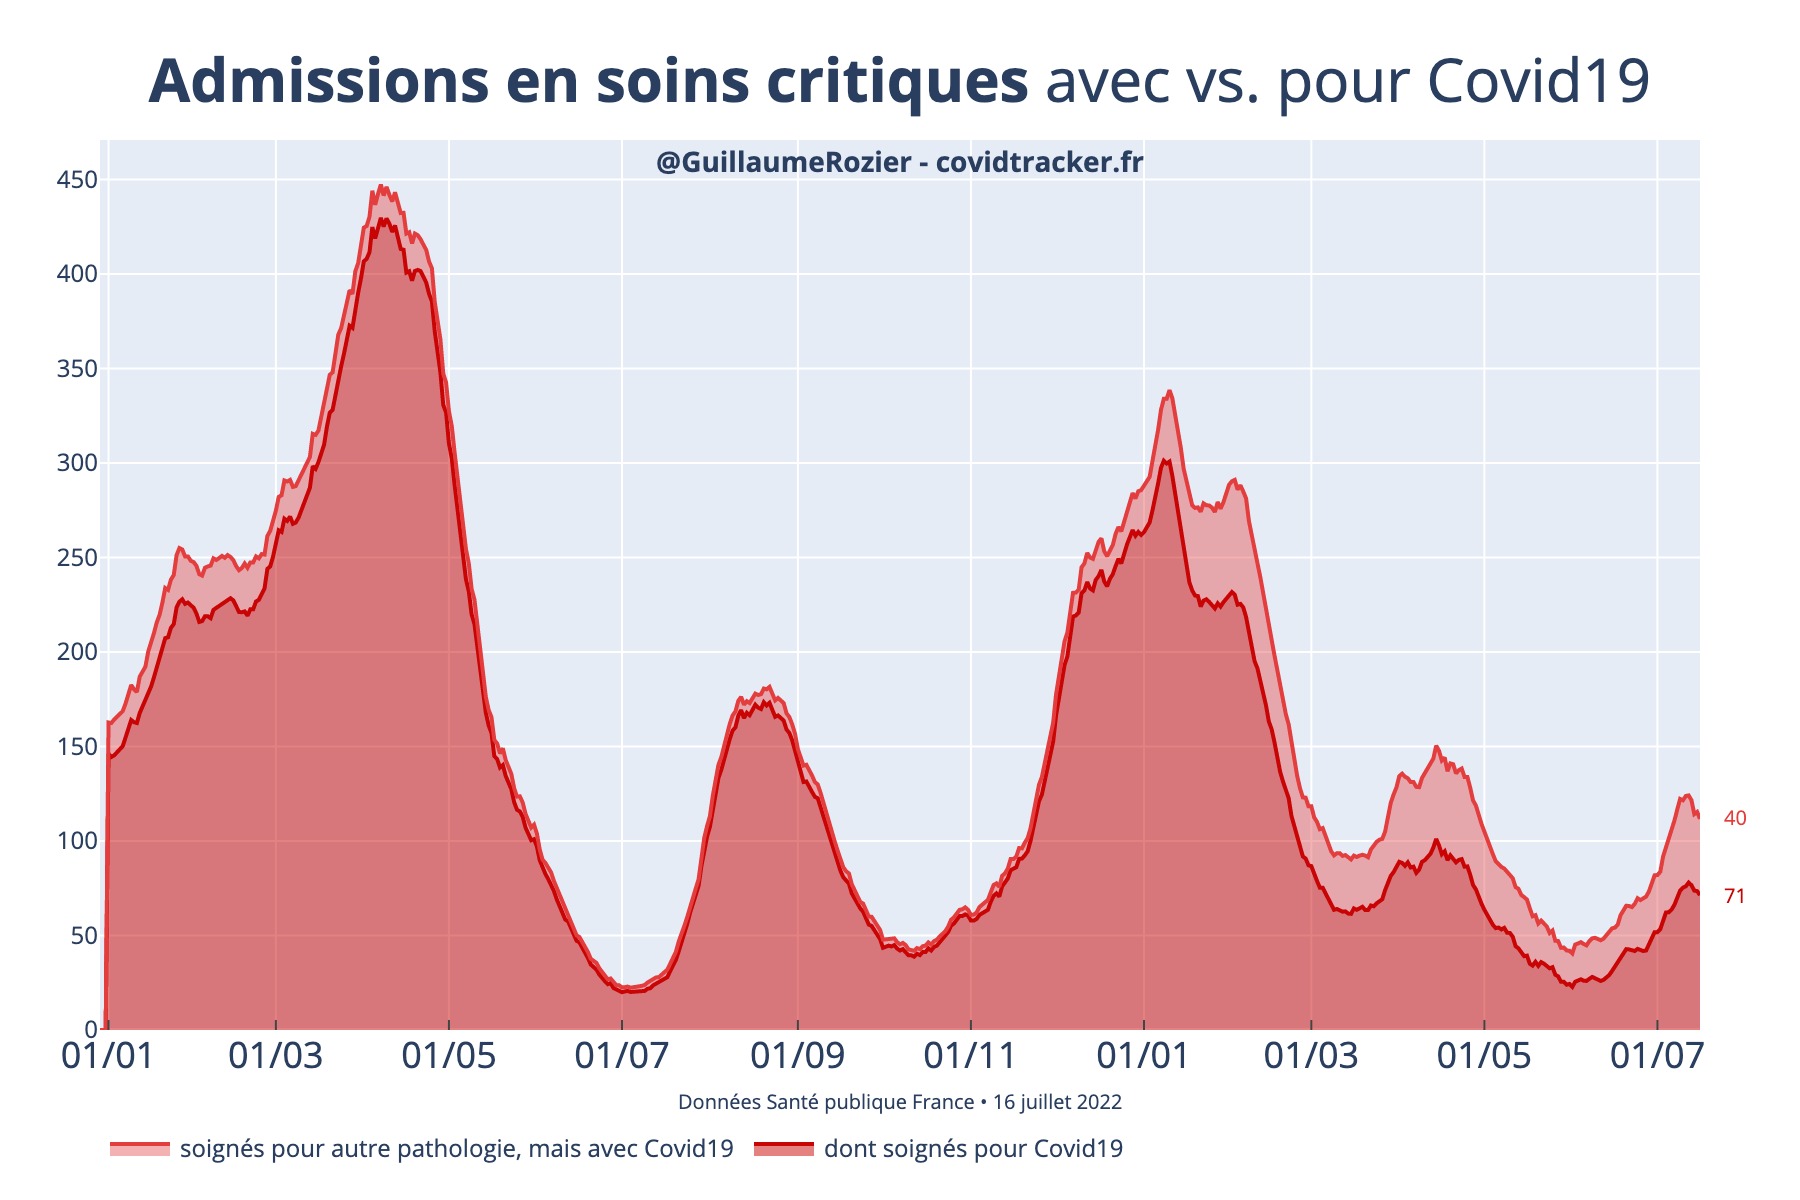 Admissions en soins critiques avec vs. pour Covid19
@GuillaumeRozier - covidtracker.fr
450
400
350
300
250
200
150
100
50
0
40
71
01/01 01/03 01/05 01/07 01/09 01/11 01/01 01/03 01/05 01/07
Données Santé publique France • 16 juillet 2022
soignés pour autre pathologie, mais avec Covid19 dont soignés pour Covid19